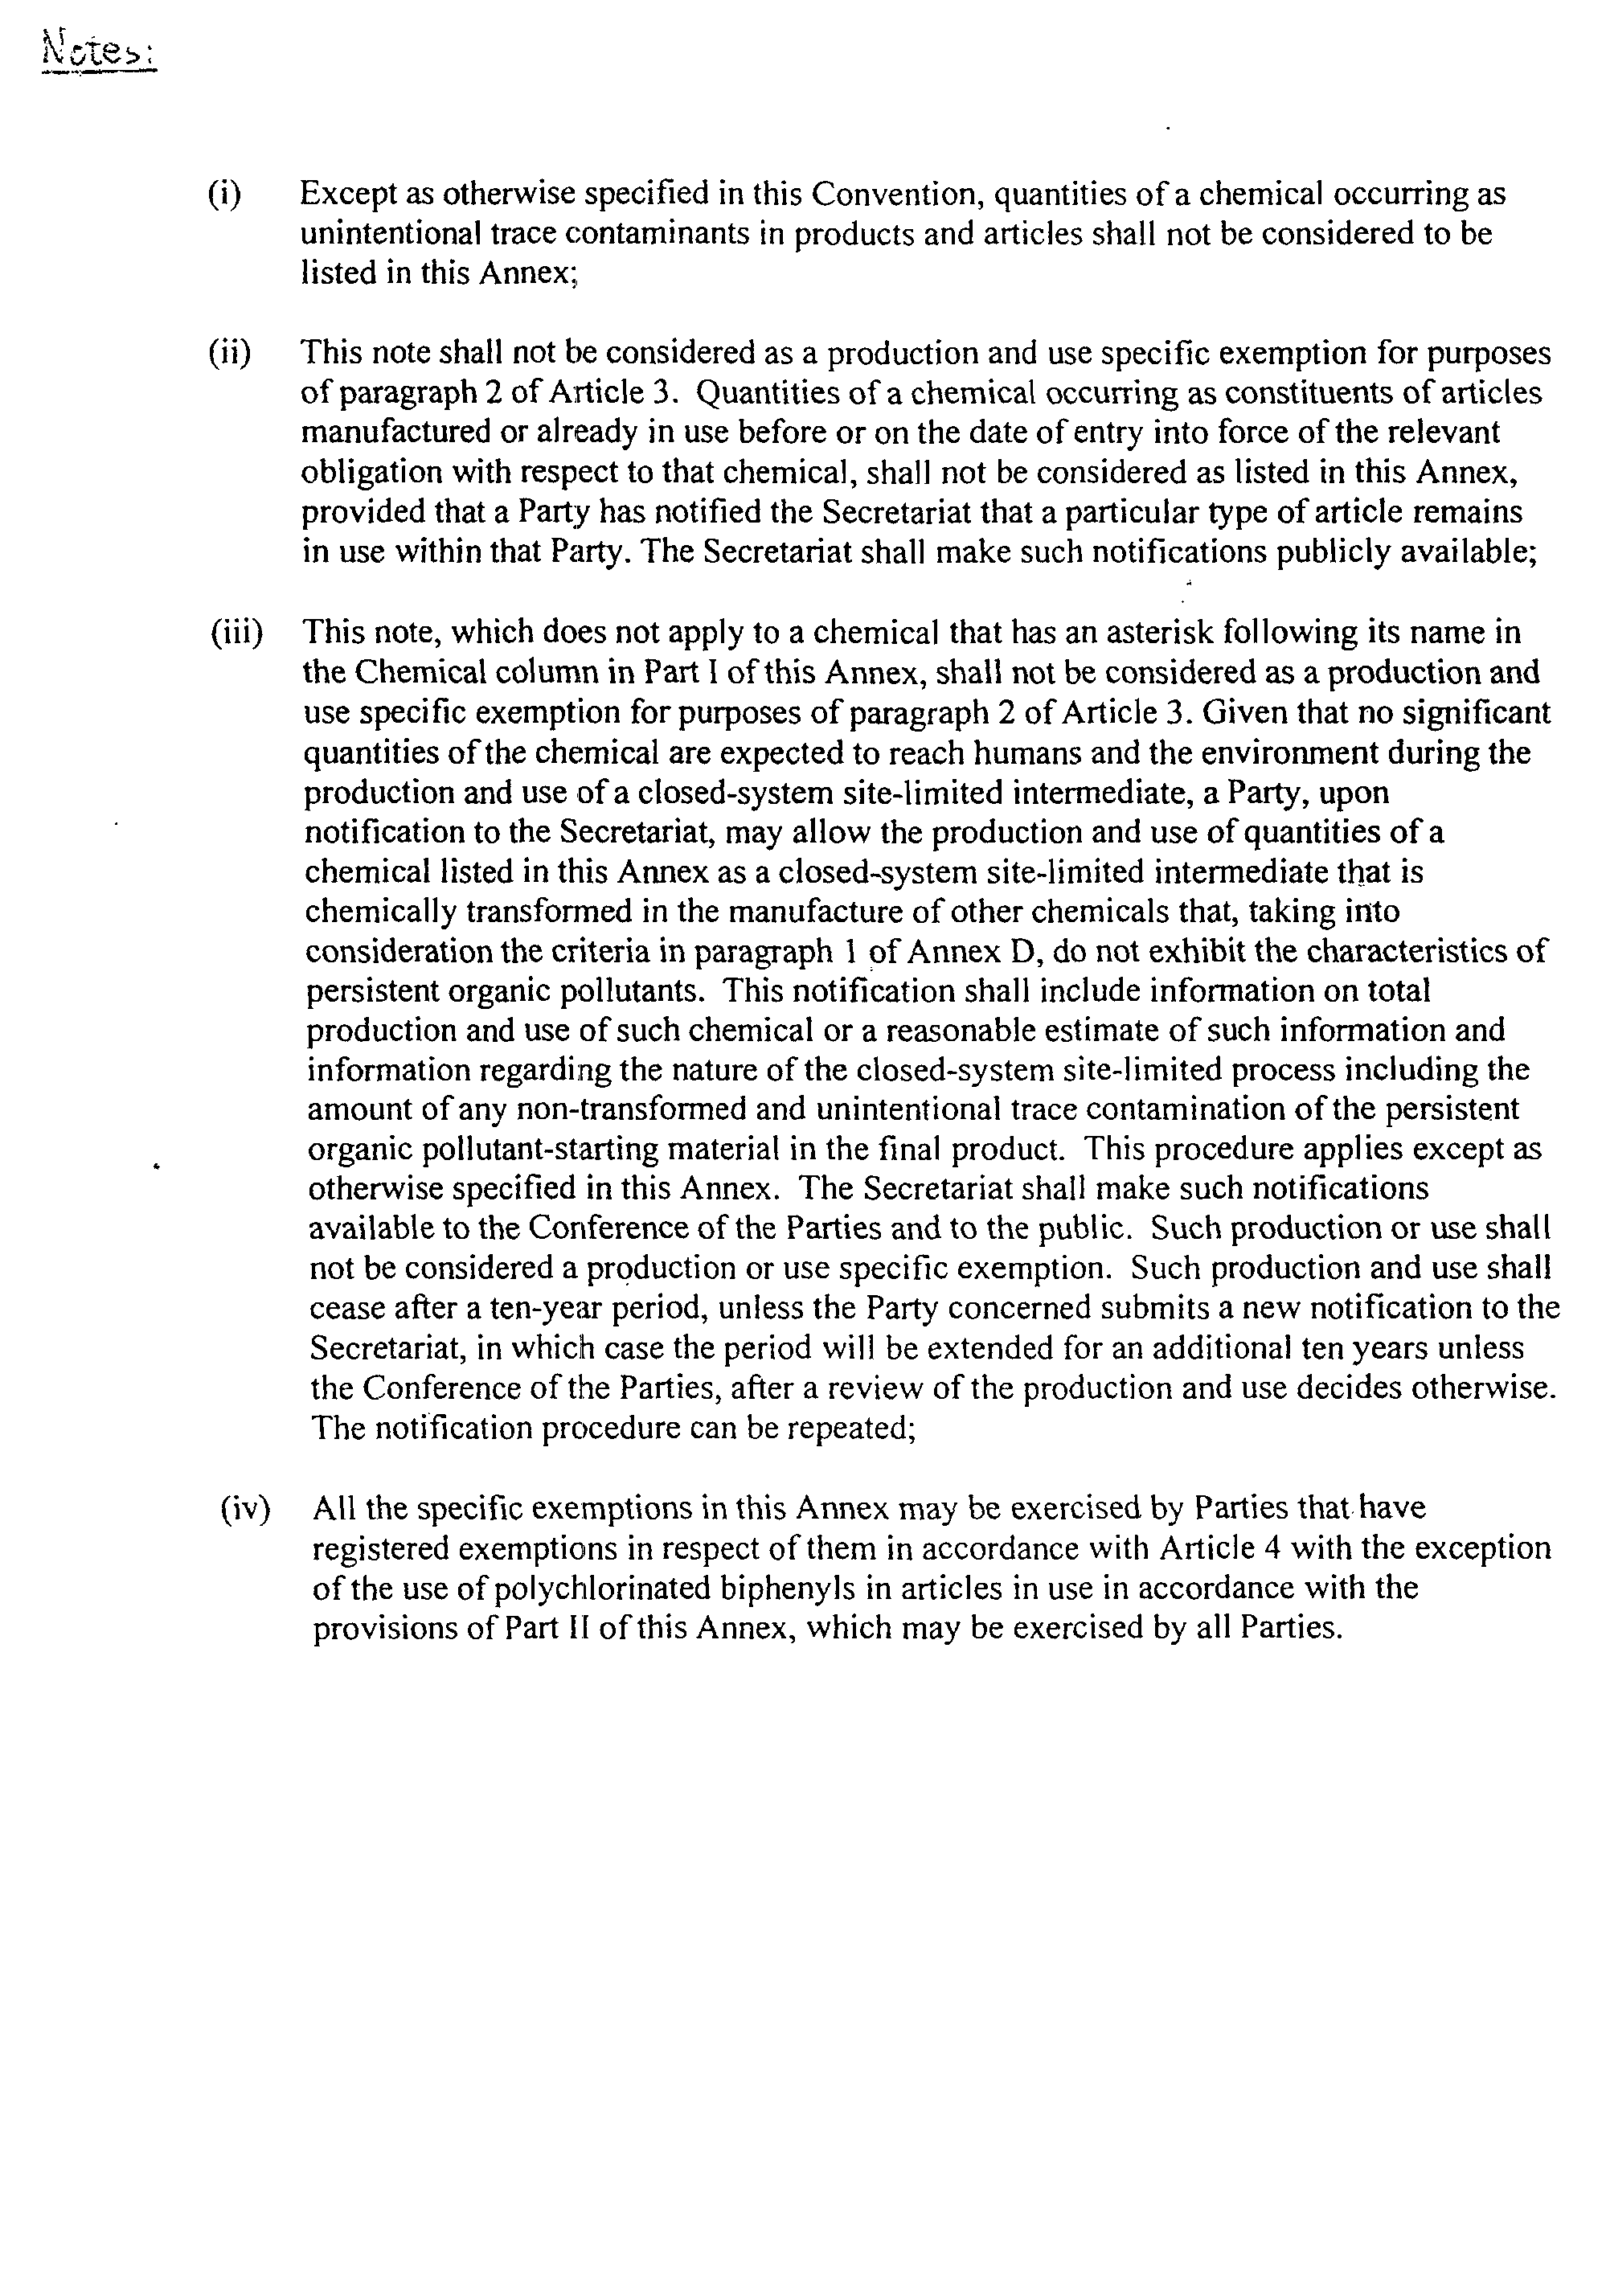 Notes:
(i) Except as otherwise specified in this Convention, quantities of a chemical occurring as
unintentional trace contaminants in products and articles shall not be considered to be
listed in this Annex;
(ii) This note shall not be considered as a production and use specific exemption for purposes
of paragraph 2 of Article 3. Quantities of a chemical occurring as constituents of articles
manufactured or already in use before or on the date of entry into force of the relevant
obligation with respect to that chemical, shall not be considered as listed in this Annex,
provided that a Party has notified the Secretariat that a particular type of article remains
in use within that Party. The Secretariat shall make such notifications publicly available;
(iii) This note, which does not apply to a chemical that has an asterisk following its name in
the Chemical column in Part I of this Annex, shall not be considered as a production and
use specific exemption for purposes of paragraph 2 of Article 3. Given that no significant
quantities of the chemical are expected to reach humans and the environment during the
production and use of a closed-system site-limited intermediate, a Party, upon
notification to the Secretariat, may allow the production and use of quantities of a
chemical listed in this Annex as a closed-system site-limited intermediate that is
chemically transformed in the manufacture of other chemicals that, taking into
consideration the criteria in paragraph 1 of Annex D, do not exhibit the characteristics of
persistent organic pollutants. This notification shall include information on total
production and use of such chemical or a reasonable estimate of such information and
information regarding the nature of the closed-system site-limited process including the
amount of any non-transformed and unintentional trace contamination of the persistent
organic pollutant-starting material in the final product. This procedure applies except as
otherwise specified in this Annex. The Secretariat shall make such notifications
available to the Conference of the Parties and to the public. Such production or use shall
not be considered a production or use specific exemption. Such production and use shall
cease after a ten-year period, unless the Party concerned submits a new notification to the
Secretariat, in which case the period will be extended for an additional ten years unless
the Conference of the Parties, after a review of the production and use decides otherwise.
The notification procedure can be repeated;
(iv) All the specific exemptions in this Annex may be exercised by Parties that have
registered exemptions in respect of them in accordance with Article 4 with the exception
of the use of polychlorinated biphenyls in articles in use in accordance with the
provisions of Part II of this Annex, which may be exercised by all Parties.